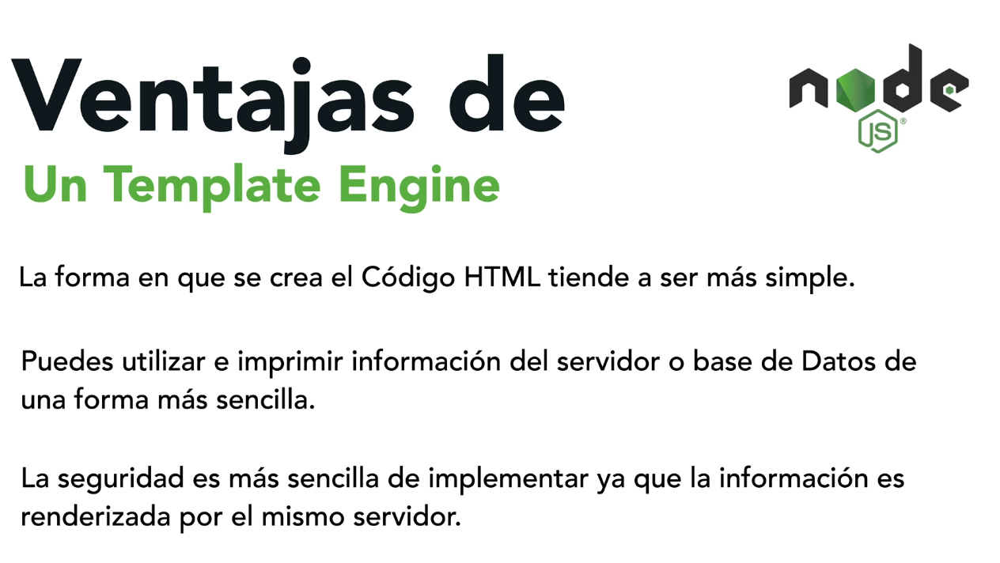 Ventajas de
Un Template Engine
node
JS®
La forma en que se crea el Código HTML tiende a ser más simple.
Puedes utilizar e imprimir información del servidor o base de Datos de
una forma más sencilla.
La seguridad es más sencilla de implementar ya que la información es
renderizada por el mismo servidor.